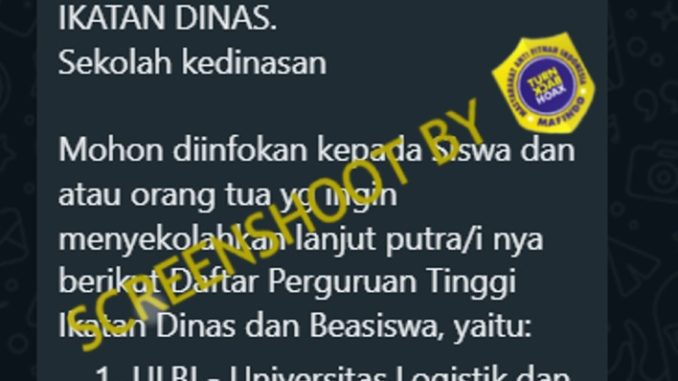 IKATAN DINAS.
Sekolah kedinasan
Mohon diinfokan kepada Siswa dan
atau orang tua yg ingin
menyekolahkan lanjut putra/i nya
berikut Daftar Perguruan Tinggi
Ikatan Dinas dan Beasiswa, yaitu:
1. ULBI - Universitas Logistik dan
SCREENSHOOT BY
MASYARAKAT ANTI FITNAH INDONESIA
TURN
BACK
HOAX
MAFINDO